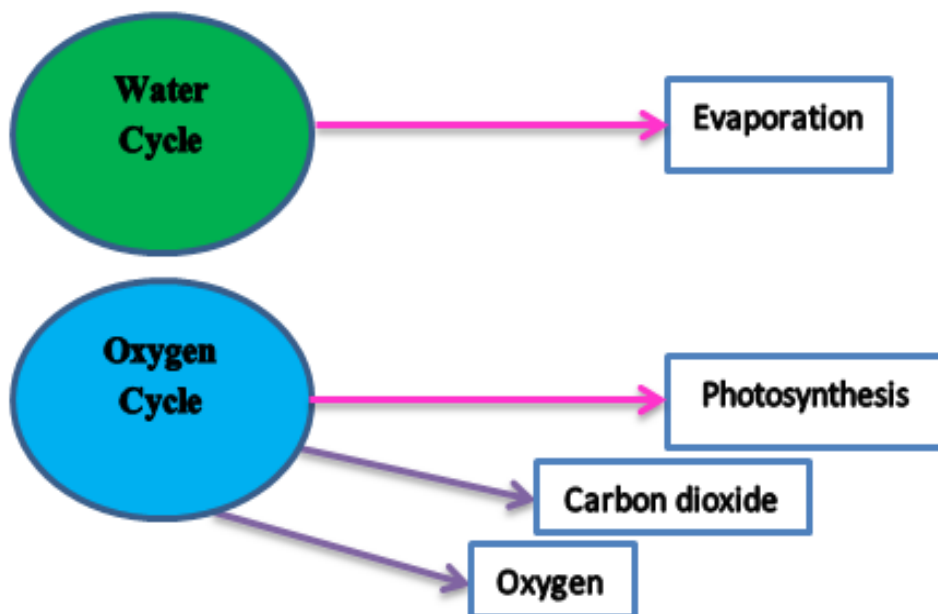 Water
Cycle
Evaporation
Oxygen
Cycle
Photosynthesis
Carbon dioxide
Oxygen